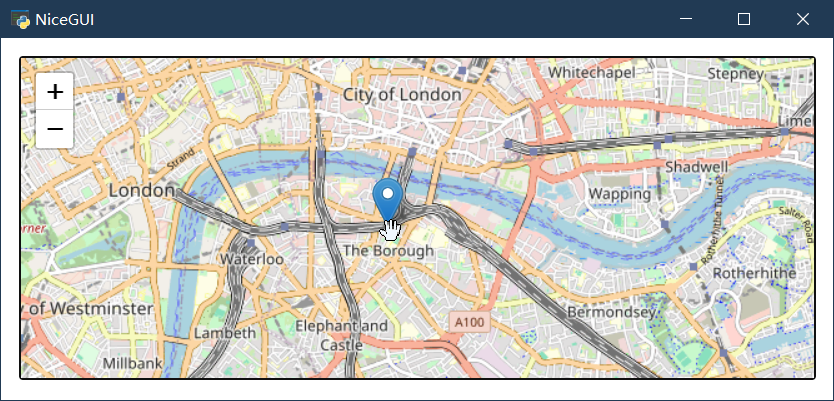 NiceGUI
+
−
Whitechapel
Stepney
City of London
Lime
Strand
London
Shadwell
Wapping
Rotherhithe Tunnel
Salter Road
orner
The Borough
Waterloo
Rotherhithe
of Westminster
Lambeth
Elephant and
Castle
A100
Bermondsey
Millbank